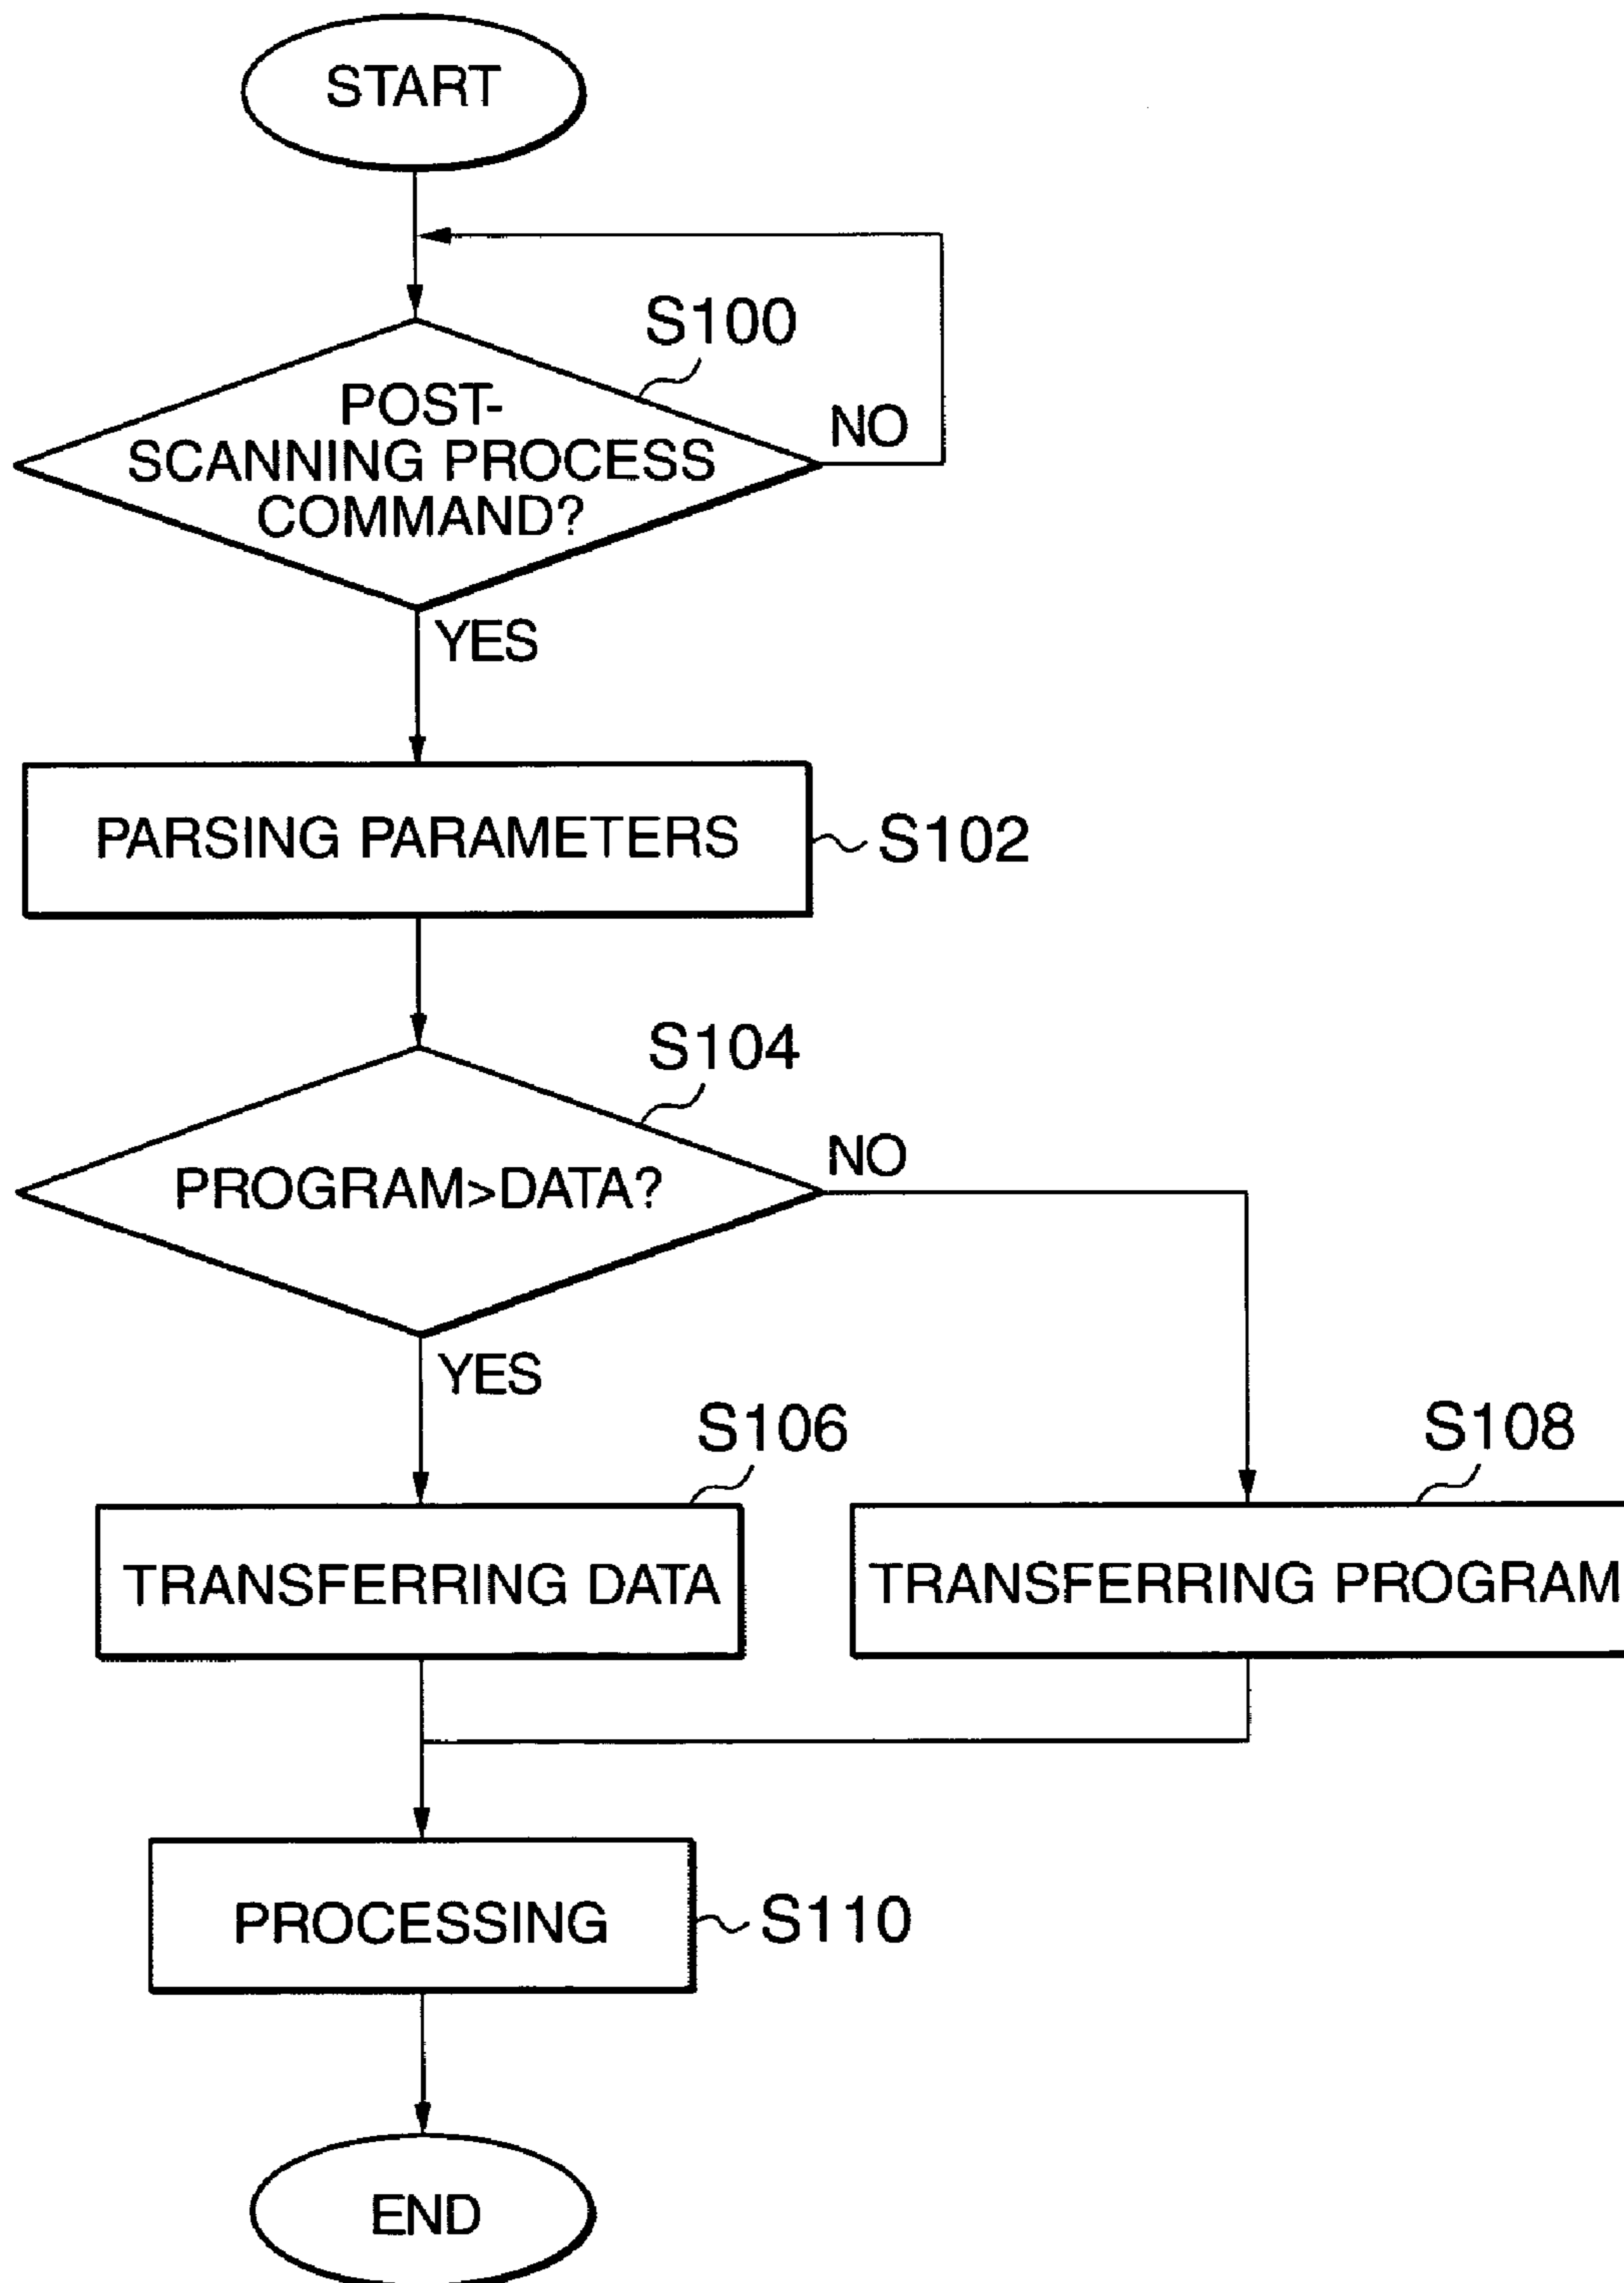 START
S100
POST-
SCANNING PROCESS
COMMAND?
NO
YES
PARSING PARAMETERS
S102
S104
PROGRAM>DATA?
NO
YES
S106
S108
TRANSFERRING DATA
TRANSFERRING PROGRAM
PROCESSING
S110
END